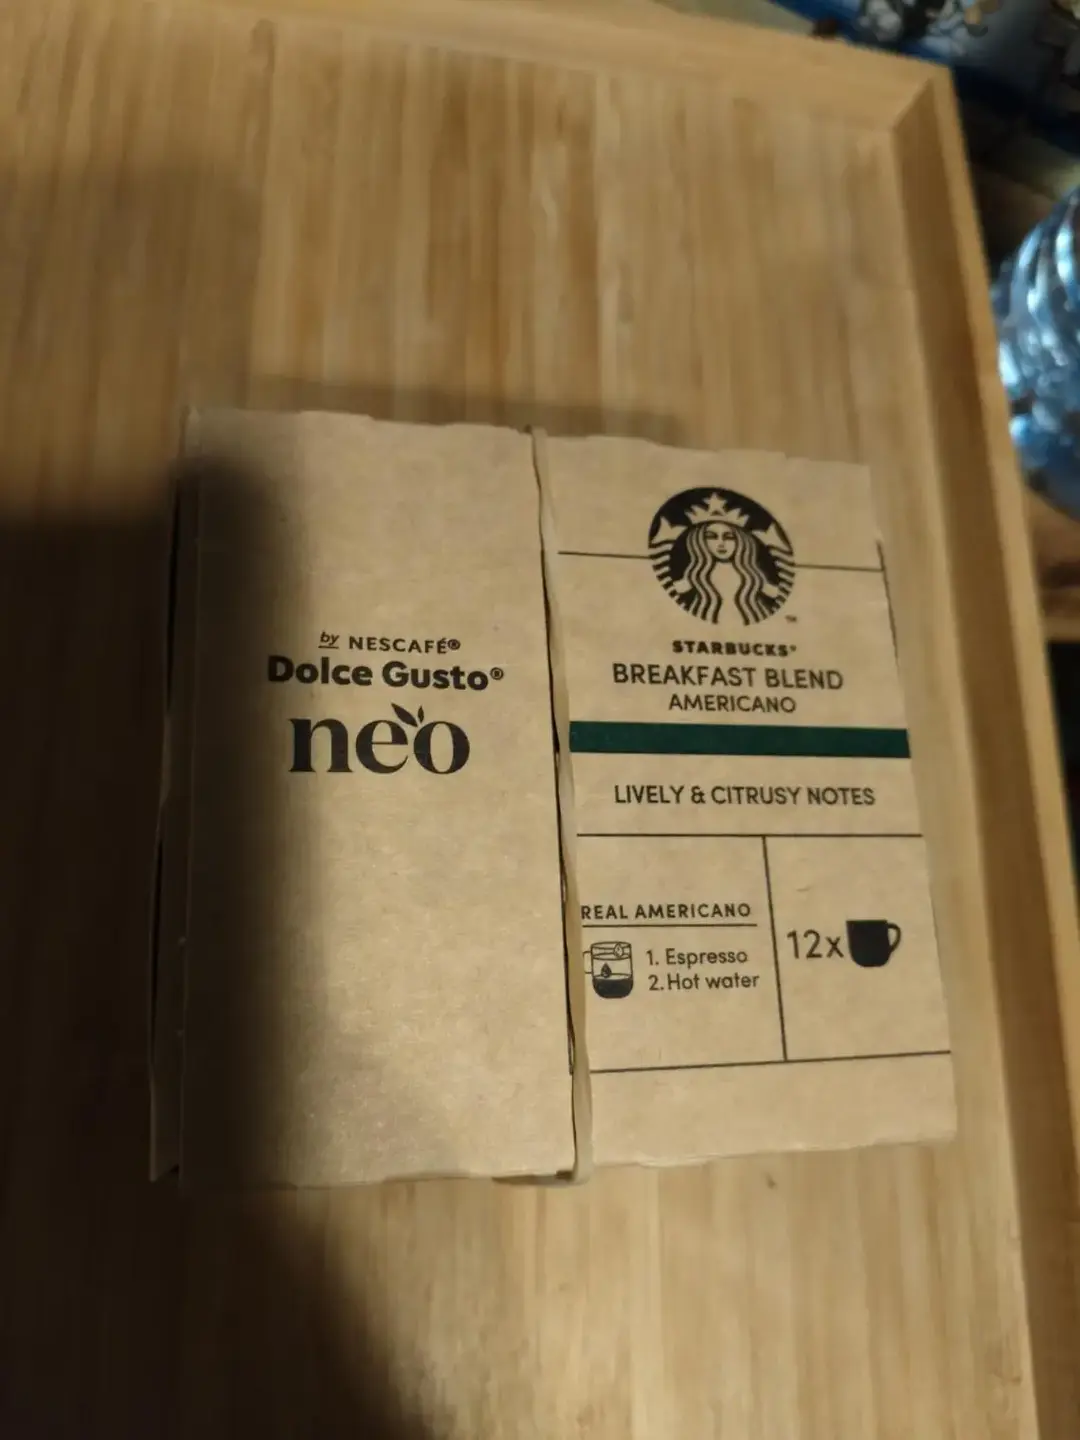 by NESCAFÉ®
Dolce Gusto®
neo
™
STARBUCKS®
BREAKFAST BLEND
AMERICANO
LIVELY & CITRUSY NOTES
REAL AMERICANO
1. Espresso
2. Hot water
12x